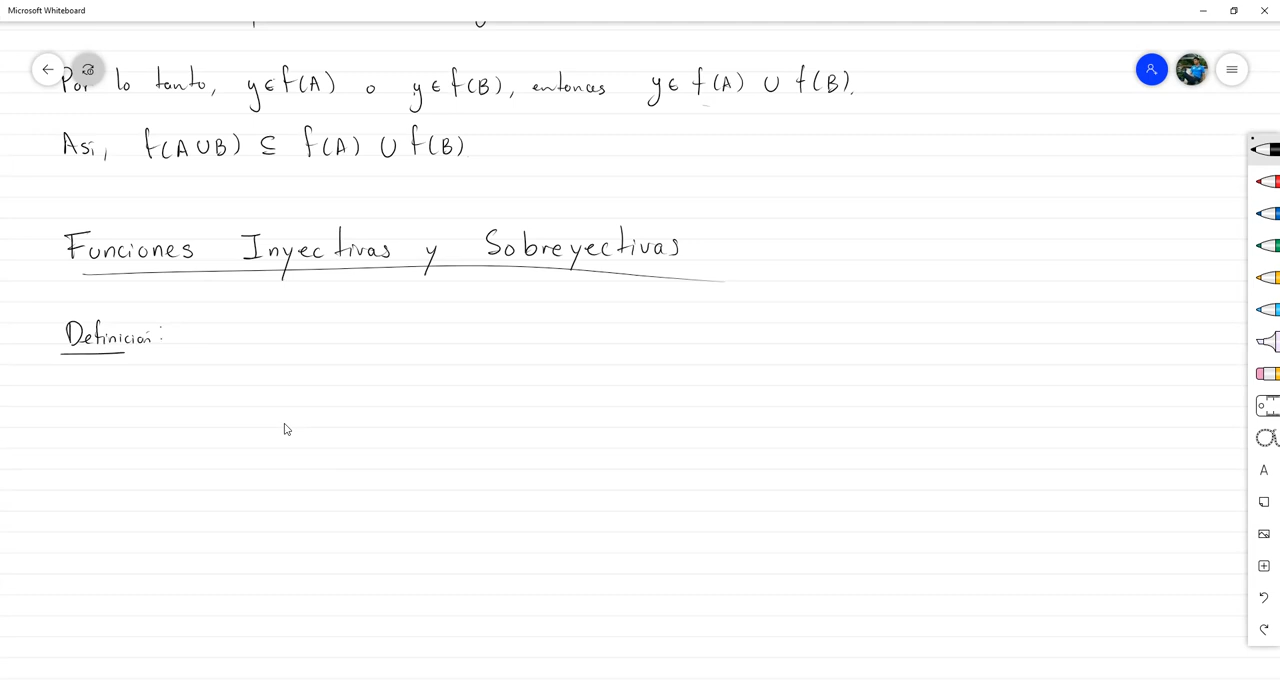 Microsoft Whiteboard
Por lo tanto, y ∈ f(A) o y ∈ f(B), entonces y ∈ f(A) ∪ f(B).
Así, f(A∪B) ⊆ f(A) ∪ f(B).
Funciones Inyectivas y Sobreyectivas
Definición:
A